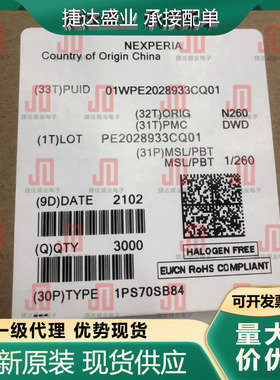 捷达盛业 承接配单
NEXPERIA
Country of Origin China
(33T)PUID 01WPE2028933CQ01
(32T)ORIG N260
(31T)PMC DWD
(1T)LOT PE2028933CQ01
(31P)MSL/PBT
MSL/PBT 1/260
(9D)DATE 2102
HALOGEN FREE
(Q)QTY 3000
EU/CN RoHS COMPLIANT
(30P)TYPE 1PS70SB84
一级代理 优势现货
可开发票
量大
价
新原装 现货供应